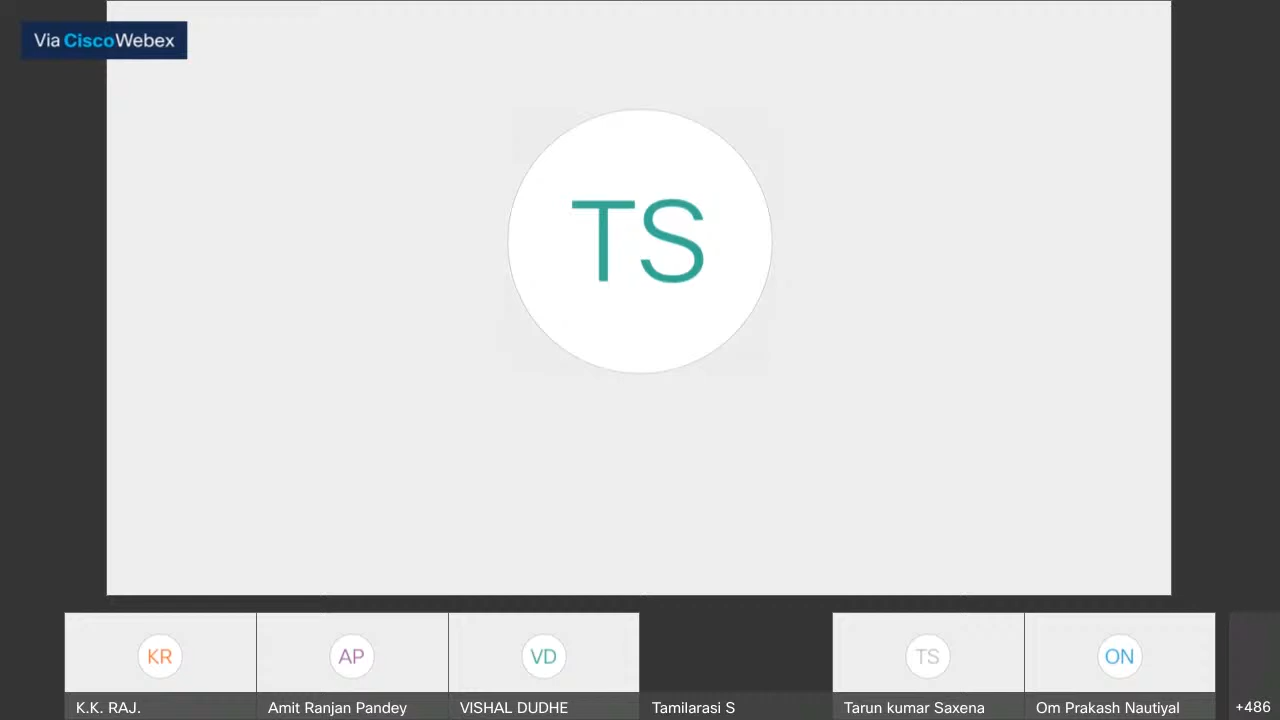 Via CiscoWebex
TS
KR
AP
VD
TS
ON
K.K. RAJ.
Amit Ranjan Pandey
VISHAL DUDHE
Tamilarasi S
Tarun kumar Saxena
Om Prakash Nautiyal
+486